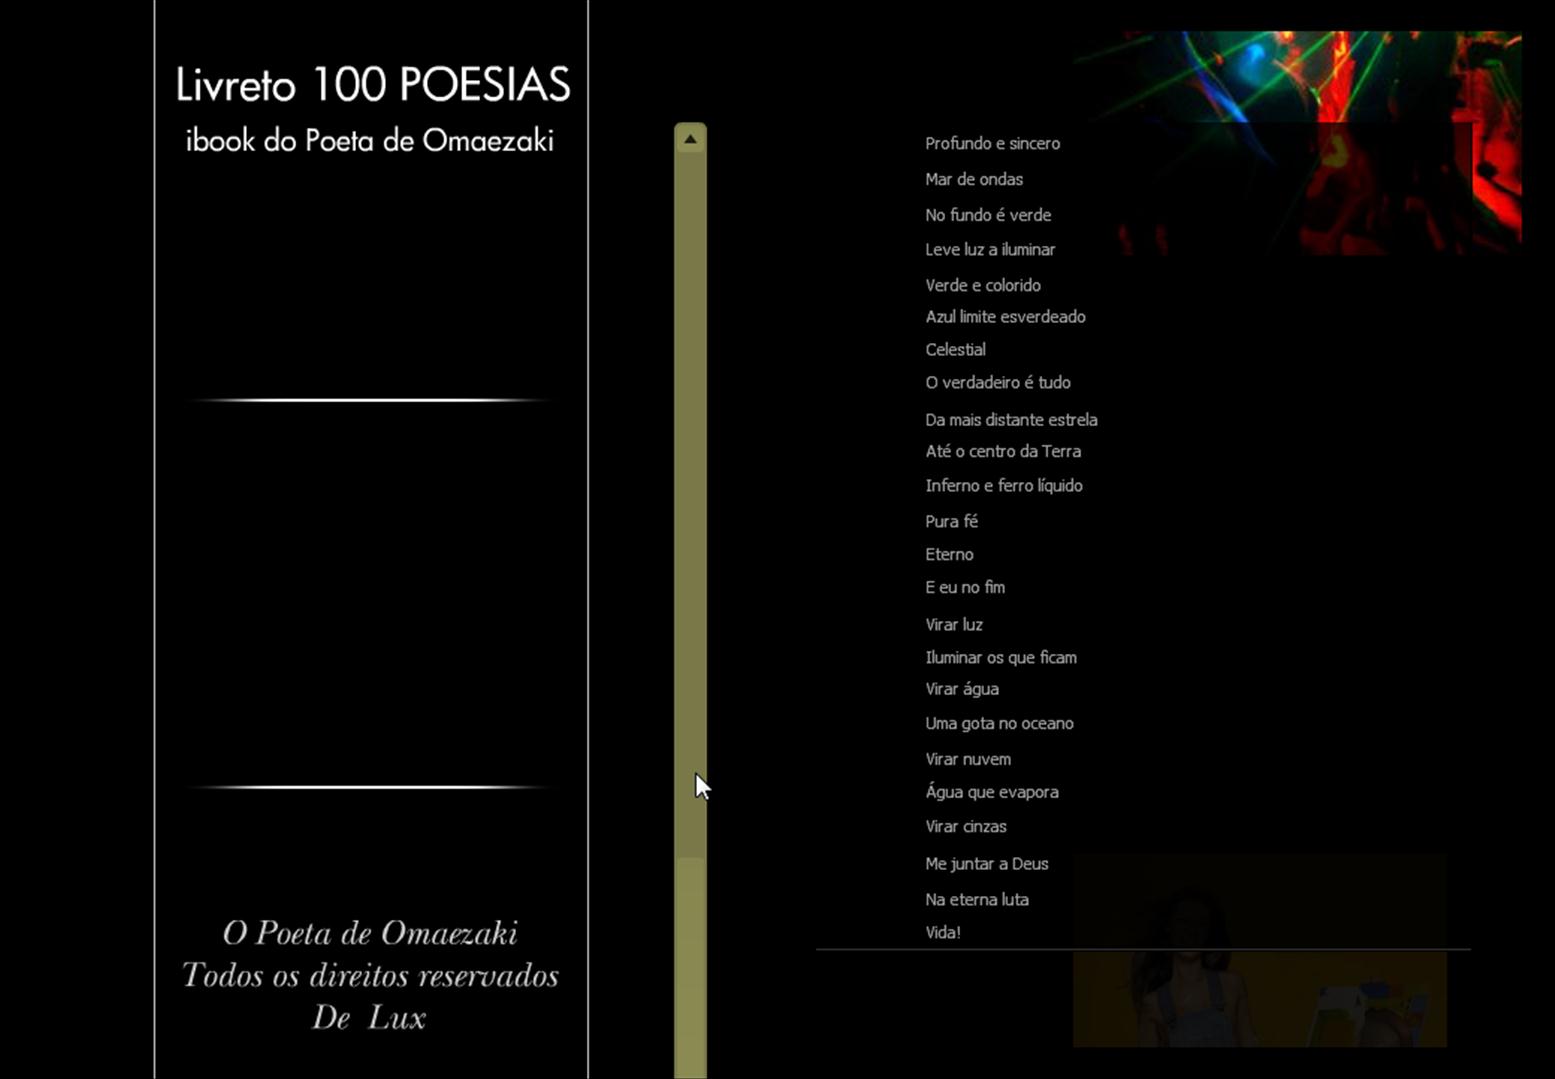 Livreto 100 POESIAS
ibook do Poeta de Omaezaki
O Poeta de Omaezaki
Todos os direitos reservados
De Lux
Profundo e sincero
Mar de ondas
No fundo é verde
Leve luz a iluminar
Verde e colorido
Azul limite esverdeado
Celestial
O verdadeiro é tudo
Da mais distante estrela
Até o centro da Terra
Inferno e ferro líquido
Pura fé
Eterno
E eu no fim
Virar luz
Iluminar os que ficam
Virar água
Uma gota no oceano
Virar nuvem
Água que evapora
Virar cinzas
Me juntar a Deus
Na eterna luta
Vida!